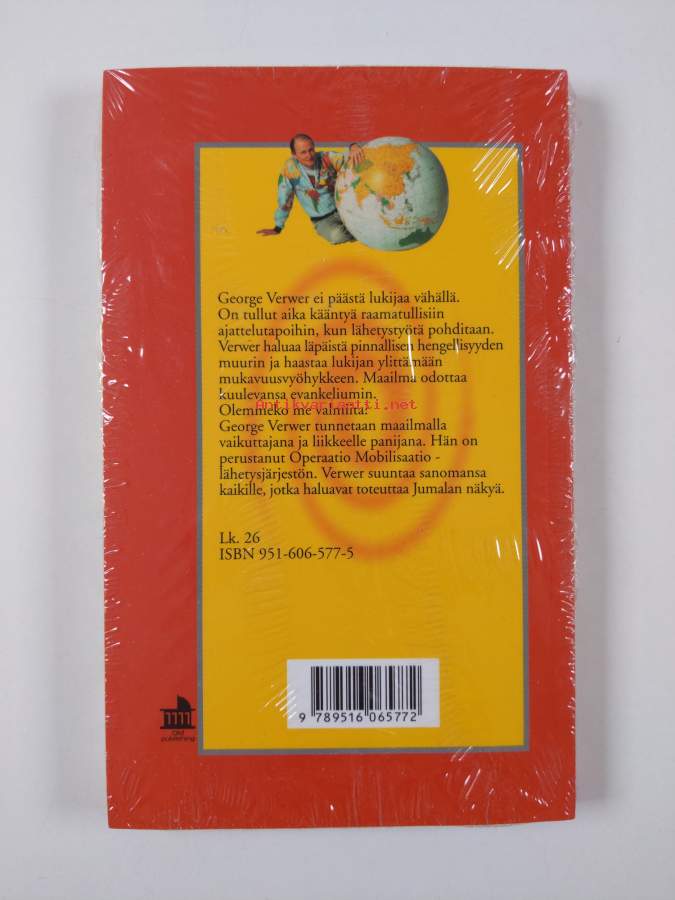 George Verwer ei päästä lukijaa vähällä.
On tullut aika kääntyä raamatullisiin
ajattelutapoihin, kun lähetystyötä pohditaan.
Verwer haluaa läpäistä pinnallisen hengellisyyden
muurin ja haastaa lukijan ylittämään
mukavuusvyöhykkeen. Maailma odottaa
kuulevansa evankeliumin.
Antikvariaatti.net
Olemmeko me valmiita?
George Verwer tunnetaan maailmalla
vaikuttajana ja liikkeelle panijana. Hän on
perustanut Operaatio Mobilisaatio -
lähetysjärjestön. Verwer suuntaa sanomansa
kaikille, jotka haluavat toteuttaa Jumalan näkyä.
Lk. 26
ISBN 951-606-577-5
9 789516 065772
publishing